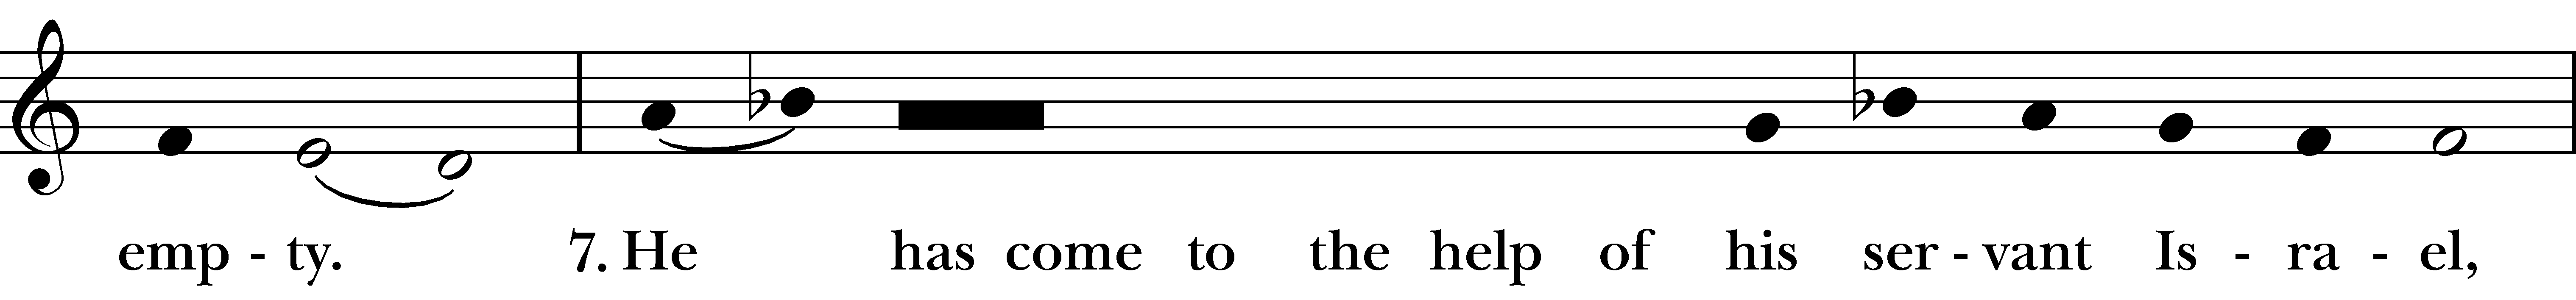 emp - ty. 7. He has come to the help of his ser - vant Is - ra - el,